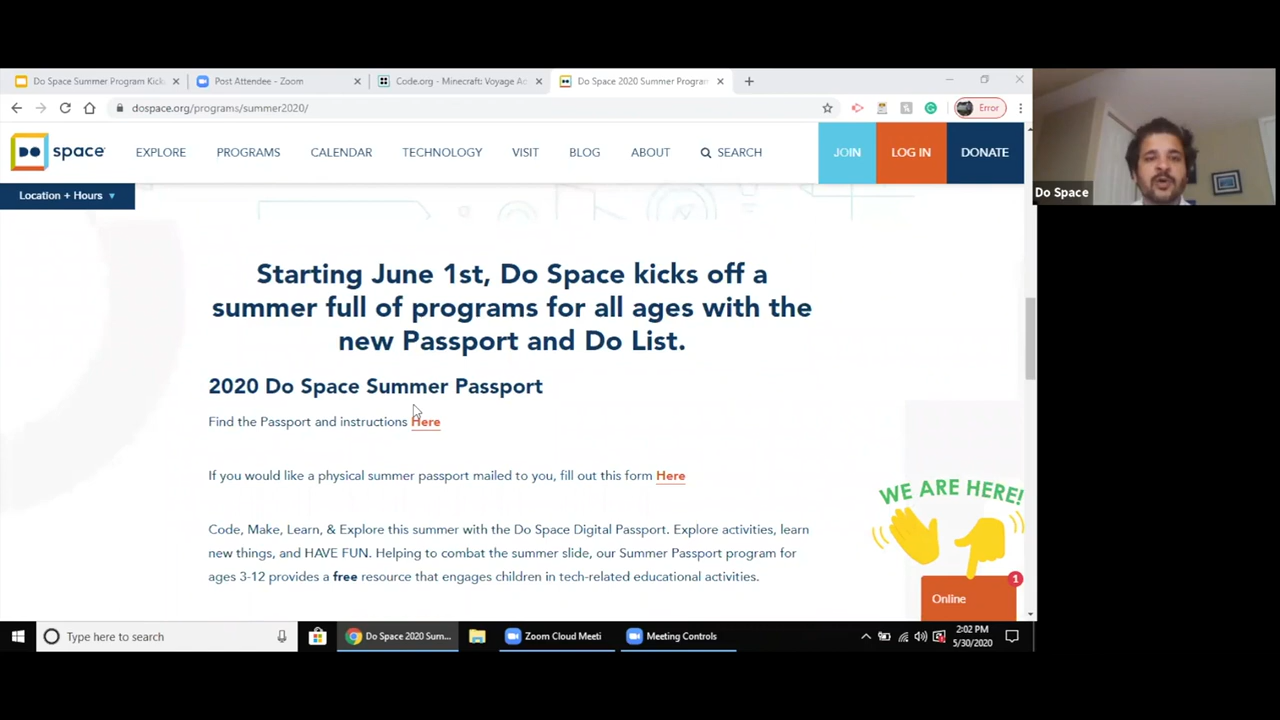 Do Space Summer Program Kick
Post Attendee - Zoom
Code.org - Minecraft: Voyage Aq
Do Space 2020 Summer Program
dospace.org/programs/summer2020/
Error
DO space
EXPLORE PROGRAMS CALENDAR TECHNOLOGY VISIT BLOG ABOUT SEARCH JOIN LOG IN DONATE
Location + Hours
Do Space
Starting June 1st, Do Space kicks off a
summer full of programs for all ages with the
new Passport and Do List.
2020 Do Space Summer Passport
Find the Passport and instructions Here
If you would like a physical summer passport mailed to you, fill out this form Here
Code, Make, Learn, & Explore this summer with the Do Space Digital Passport. Explore activities, learn
new things, and HAVE FUN. Helping to combat the summer slide, our Summer Passport program for
ages 3-12 provides a free resource that engages children in tech-related educational activities.
WE ARE HERE!
1
Online
Type here to search
Do Space 2020 Sum...
Zoom Cloud Meeti
Meeting Controls
2:02 PM
5/30/2020